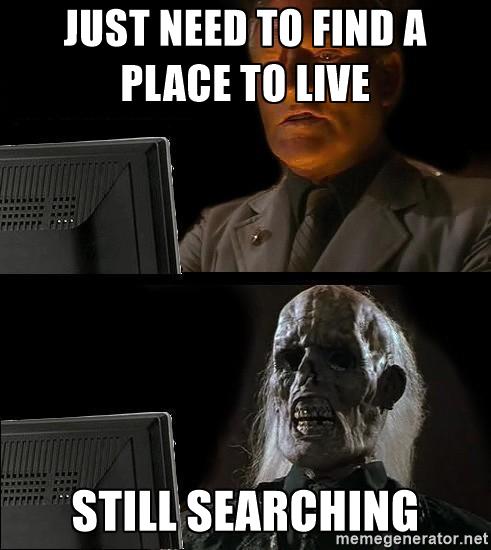 JUST NEED TO FIND A
PLACE TO LIVE
STILL SEARCHING
memegenerator.net